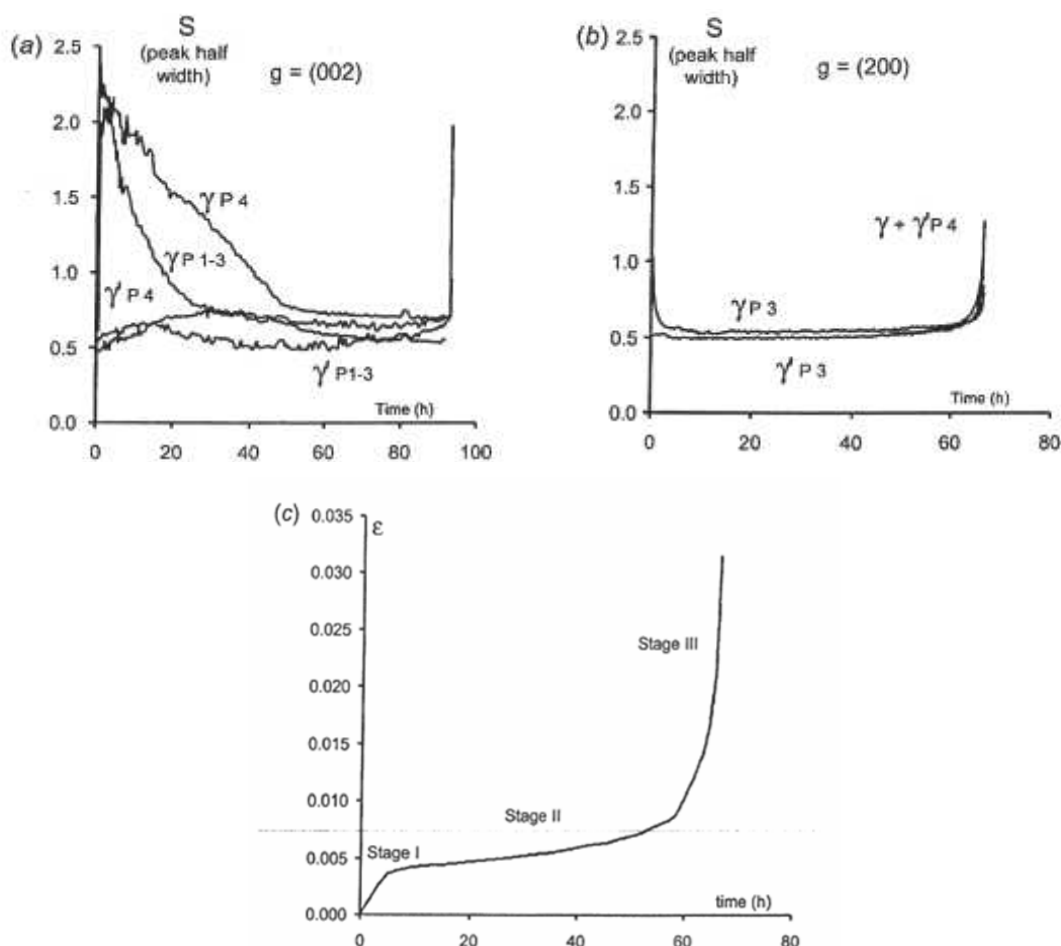 (a)
S
(peak half
width)
g = (002)
2.5
2.0
1.5
1.0
0.5
0.0
γ P 4
γ P 1-3
γ' P 4
γ' P1-3
Time (h)
0 20 40 60 80 100
(b)
S
(peak half
width)
g = (200)
2.5
2.0
1.5
1.0
0.5
0.0
γ + γ' P 4
γ P 3
γ' P 3
Time (h)
0 20 40 60 80
(c)
ε
0.035
0.030
0.025
0.020
0.015
0.010
0.005
0.000
Stage III
Stage II
Stage I
time (h)
0 20 40 60 80